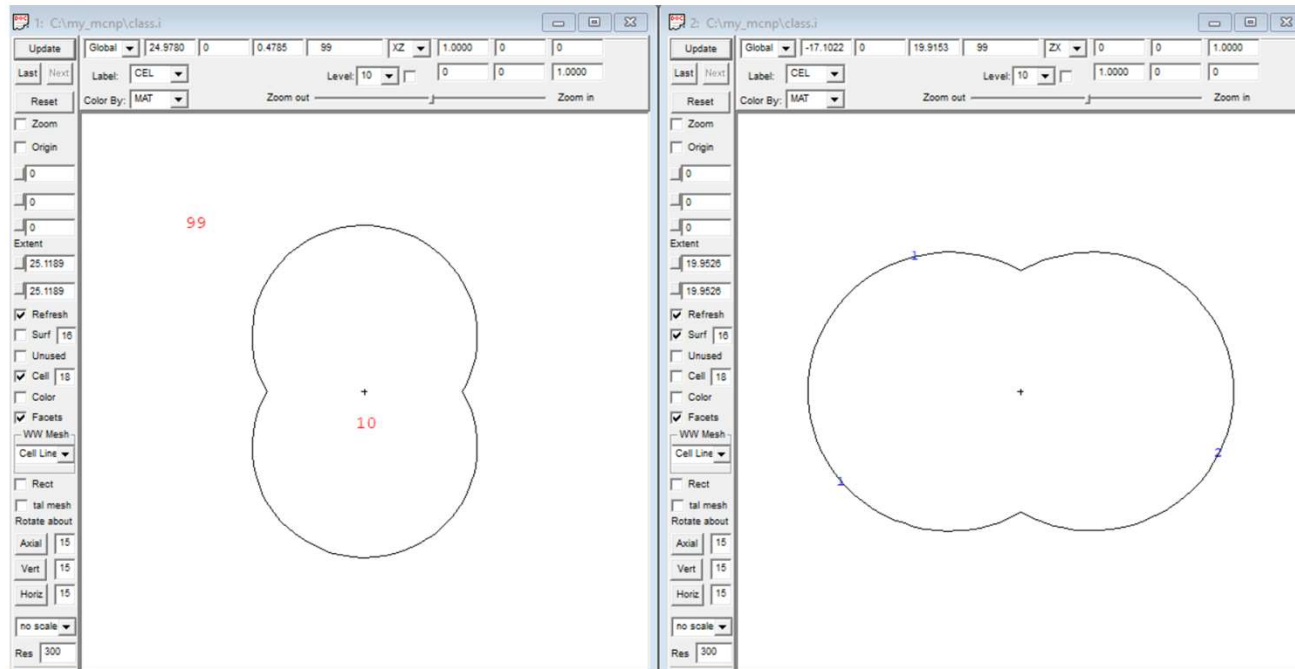 1: C:\my_mcnp\class.i
Update Global 24.9780 0 0.4785 99 XZ 1.0000 0 0
Last Next Label: CEL Level: 10 0 0 1.0000
Reset Color By: MAT Zoom out Zoom in
Zoom
Origin
0
0
0
Extent
25.1189
25.1189
Refresh
Surf 16
Unused
Cell 18
Color
Facets
WW Mesh
Cell Line
Rect
tal mesh
Rotate about
Axial 15
Vert 15
Horiz 15
no scale
Res 300
99
10
2: C:\my_mcnp\class.i
Update Global -17.1022 0 19.9153 99 ZX 0 0 1.0000
Last Next Label: CEL Level: 10 1.0000 0 0
Reset Color By: MAT Zoom out Zoom in
Zoom
Origin
0
0
0
Extent
19.9526
19.9526
Refresh
Surf 16
Unused
Cell 18
Color
Facets
WW Mesh
Cell Line
Rect
tal mesh
Rotate about
Axial 15
Vert 15
Horiz 15
no scale
Res 300
1
2
1